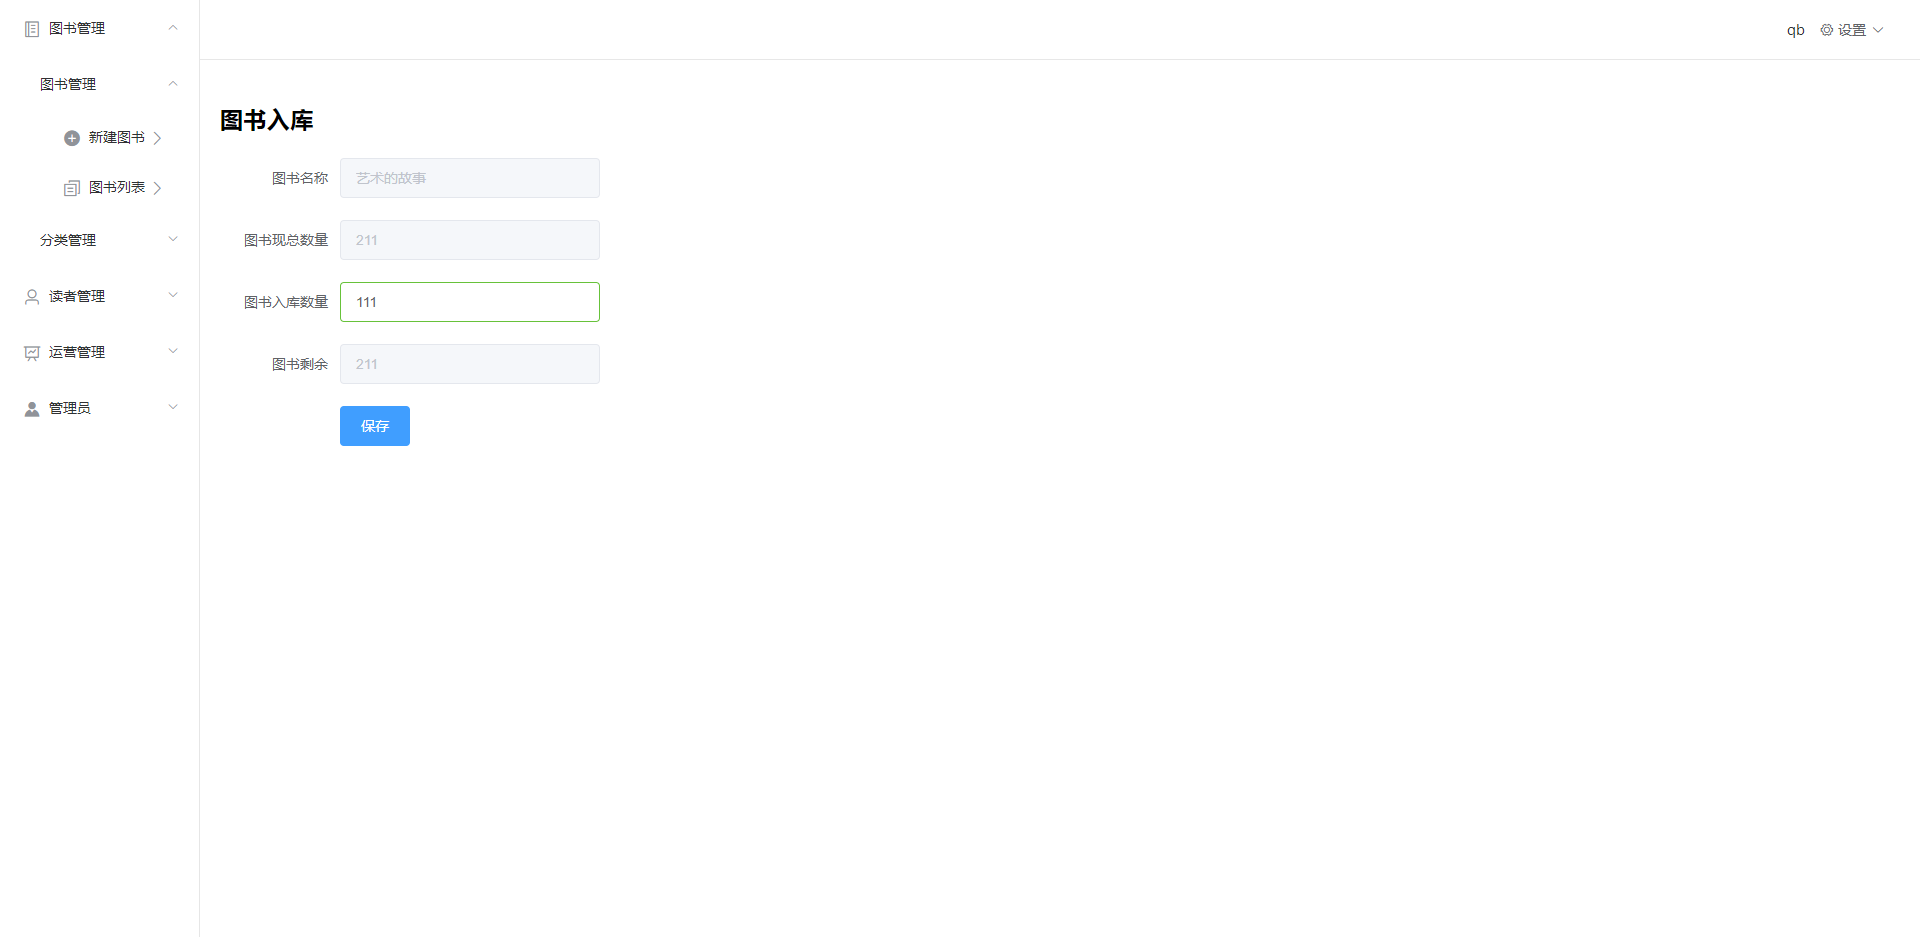 图书管理
图书管理
新建图书
图书列表
分类管理
读者管理
运营管理
管理员
qb 设置
图书入库
图书名称 艺术的故事
图书现总数量 211
图书入库数量 111
图书剩余 211
保存